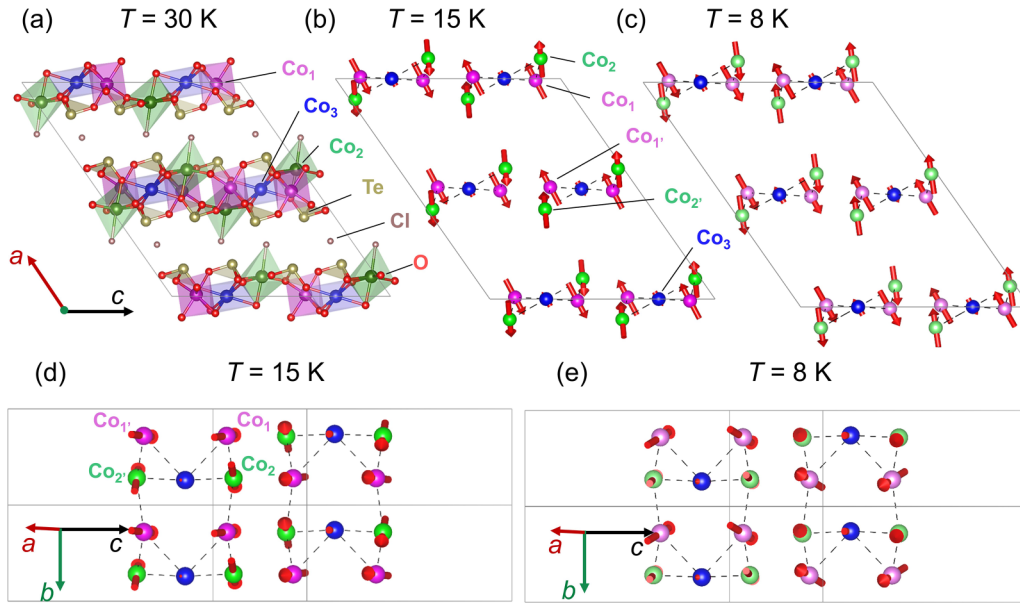 (a) T = 30 K (b) T = 15 K (c) T = 8 K
Co1
Co3
Co2
Te
Cl
O
a
c
Co2
Co1
Co1'
Co2'
Co3
(d) T = 15 K (e) T = 8 K
Co1' Co1
Co2' Co2
a c
b
a c
b